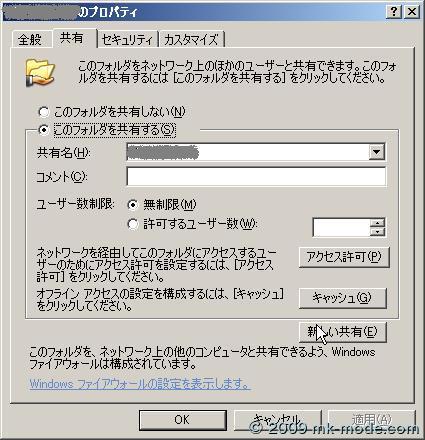 のプロパティ
全般
共有
セキュリティ
カスタマイズ
このフォルダをネットワーク上のほかのユーザーと共有できます。このフォ
ルダを共有するには [このフォルダを共有する] をクリックしてください。
このフォルダを共有しない(N)
このフォルダを共有する(S)
共有名(H):
コメント(C):
ユーザー数制限:
無制限(M)
許可するユーザー数(W):
ネットワークを経由してこのフォルダにアクセスするユー
ザーのためにアクセス許可を設定するには、[アクセス
許可] をクリックしてください。
アクセス許可(P)
オフライン アクセスの設定を構成するには、[キャッシュ]
をクリックしてください。
キャッシュ(G)
新しい共有(E)
このフォルダを、ネットワーク上の他のコンピュータと共有できるよう、Windows
ファイアウォールは構成されています。
Windows ファイアウォールの設定を表示します。
OK
キャンセル
適用(A)
© 2009 mk-mode.com